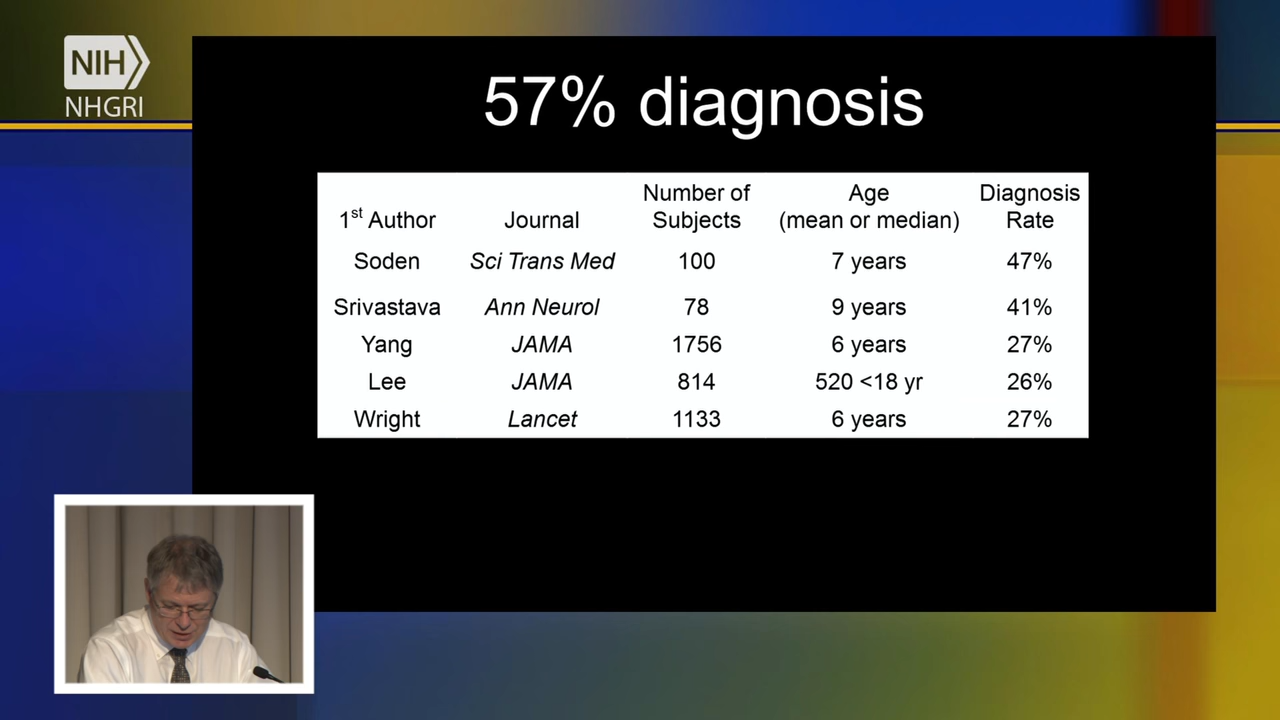 NIH
NHGRI
57% diagnosis
1st Author Journal Number of Subjects Age (mean or median) Diagnosis Rate
Soden Sci Trans Med 100 7 years 47%
Srivastava Ann Neurol 78 9 years 41%
Yang JAMA 1756 6 years 27%
Lee JAMA 814 520 <18 yr 26%
Wright Lancet 1133 6 years 27%